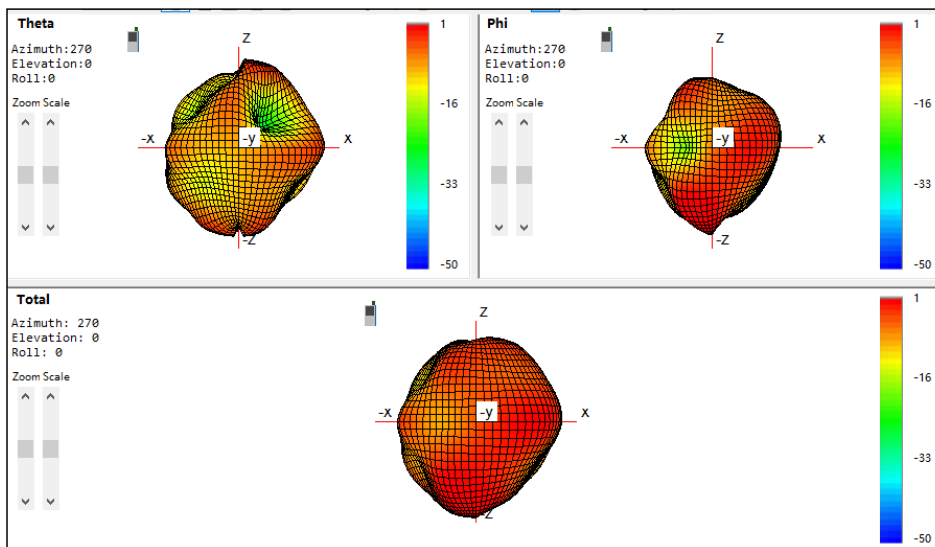 Theta
Azimuth:270
Elevation:0
Roll:0
Zoom Scale
Z
-x
-y
x
-Z
1
-16
-33
-50
Phi
Azimuth:270
Elevation:0
Roll:0
Zoom Scale
Z
-x
-y
x
-Z
1
-16
-33
-50
Total
Azimuth: 270
Elevation: 0
Roll: 0
Zoom Scale
Z
-x
-y
x
-Z
1
-16
-33
-50